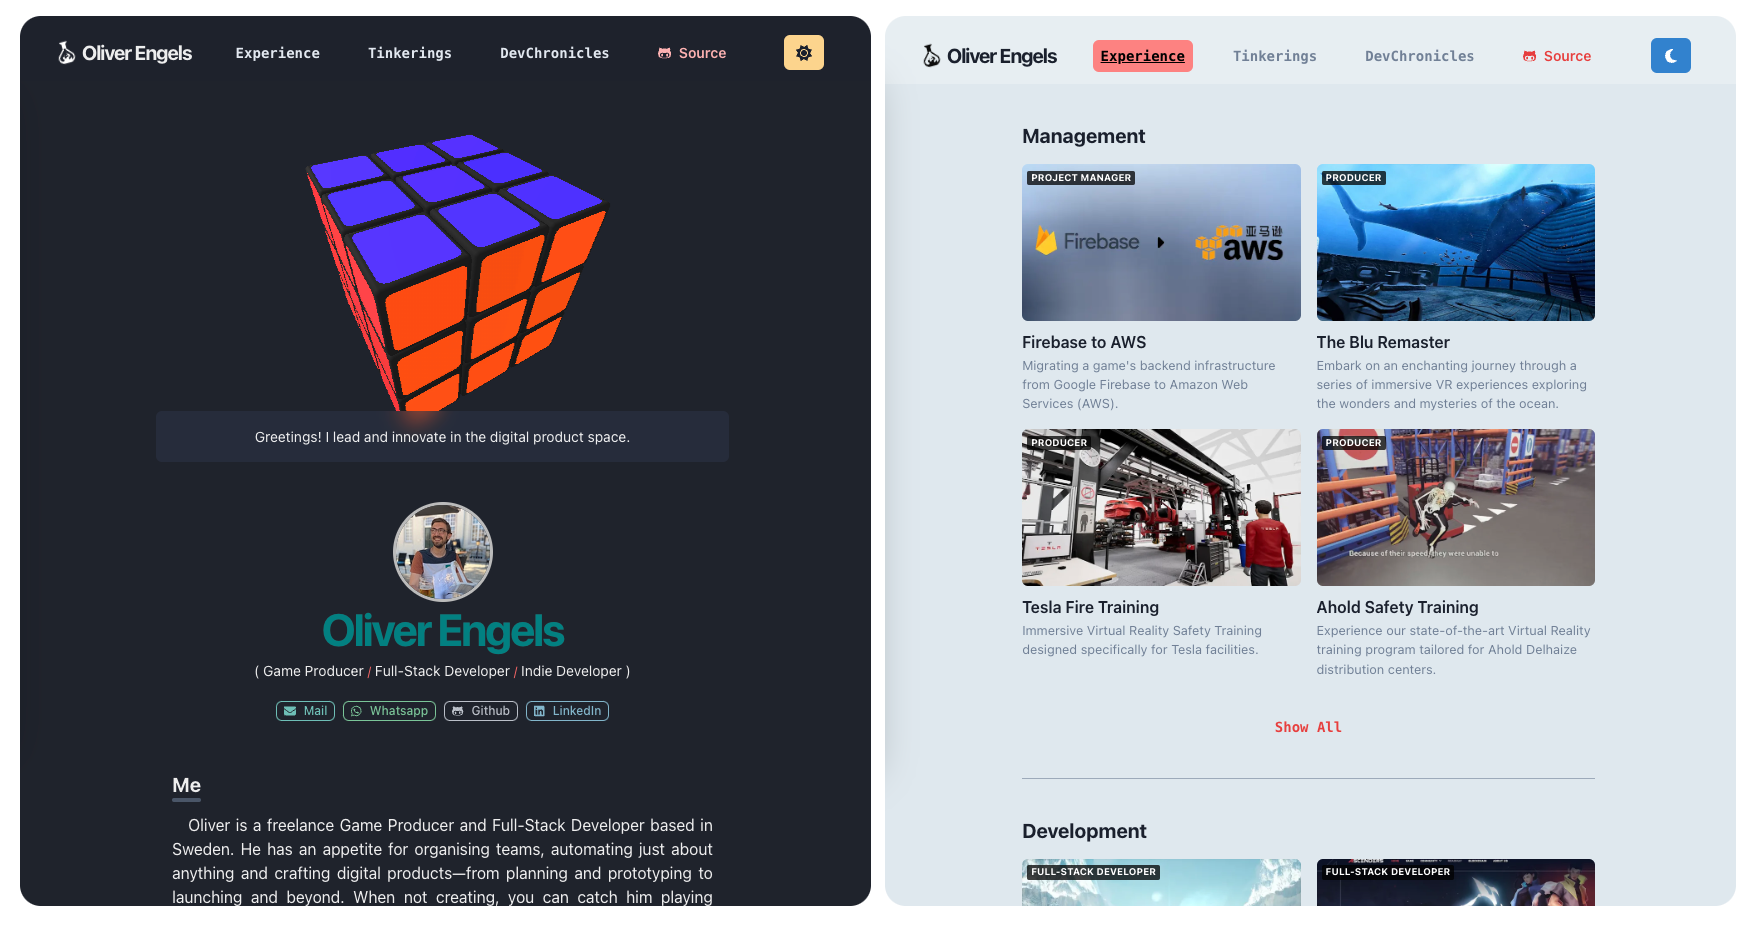 Oliver Engels
Experience
Tinkerings
DevChronicles
Source
Greetings! I lead and innovate in the digital product space.
Oliver Engels
( Game Producer / Full-Stack Developer / Indie Developer )
Mail
Whatsapp
Github
LinkedIn
Me
Oliver is a freelance Game Producer and Full-Stack Developer based in
Sweden. He has an appetite for organising teams, automating just about
anything and crafting digital products—from planning and prototyping to
launching and beyond. When not creating, you can catch him playing
Oliver Engels
Experience
Tinkerings
DevChronicles
Source
Management
PROJECT MANAGER
Firebase
亚马逊
aws
Firebase to AWS
Migrating a game's backend infrastructure
from Google Firebase to Amazon Web
Services (AWS).
PRODUCER
The Blu Remaster
Embark on an enchanting journey through a
series of immersive VR experiences exploring
the wonders and mysteries of the ocean.
PRODUCER
TESLA
Tesla Fire Training
Immersive Virtual Reality Safety Training
designed specifically for Tesla facilities.
PRODUCER
Because of their speed, they were unable to
Ahold Safety Training
Experience our state-of-the-art Virtual Reality
training program tailored for Ahold Delhaize
distribution centers.
Show All
Development
FULL-STACK DEVELOPER
FULL-STACK DEVELOPER